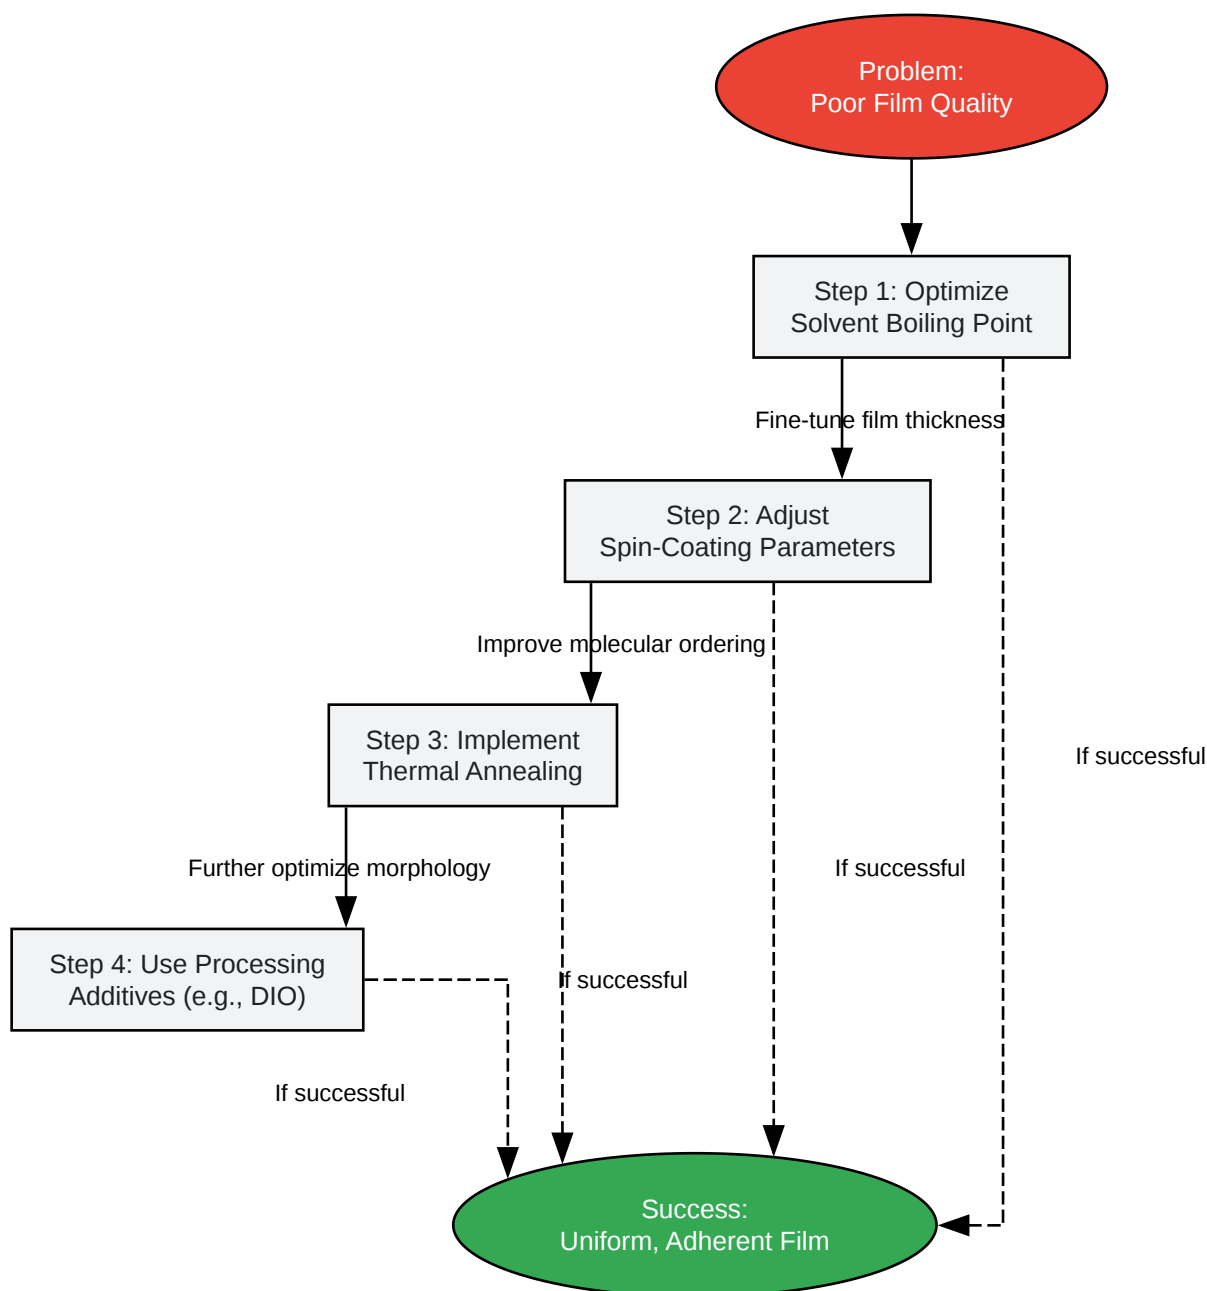 Problem:
Poor Film Quality
Step 1: Optimize
Solvent Boiling Point
Fine-tune film thickness
Step 2: Adjust
Spin-Coating Parameters
Improve molecular ordering
Step 3: Implement
Thermal Annealing
If successful
Further optimize morphology
If successful
Step 4: Use Processing
Additives (e.g., DIO)
If successful
If successful
Success:
Uniform, Adherent Film